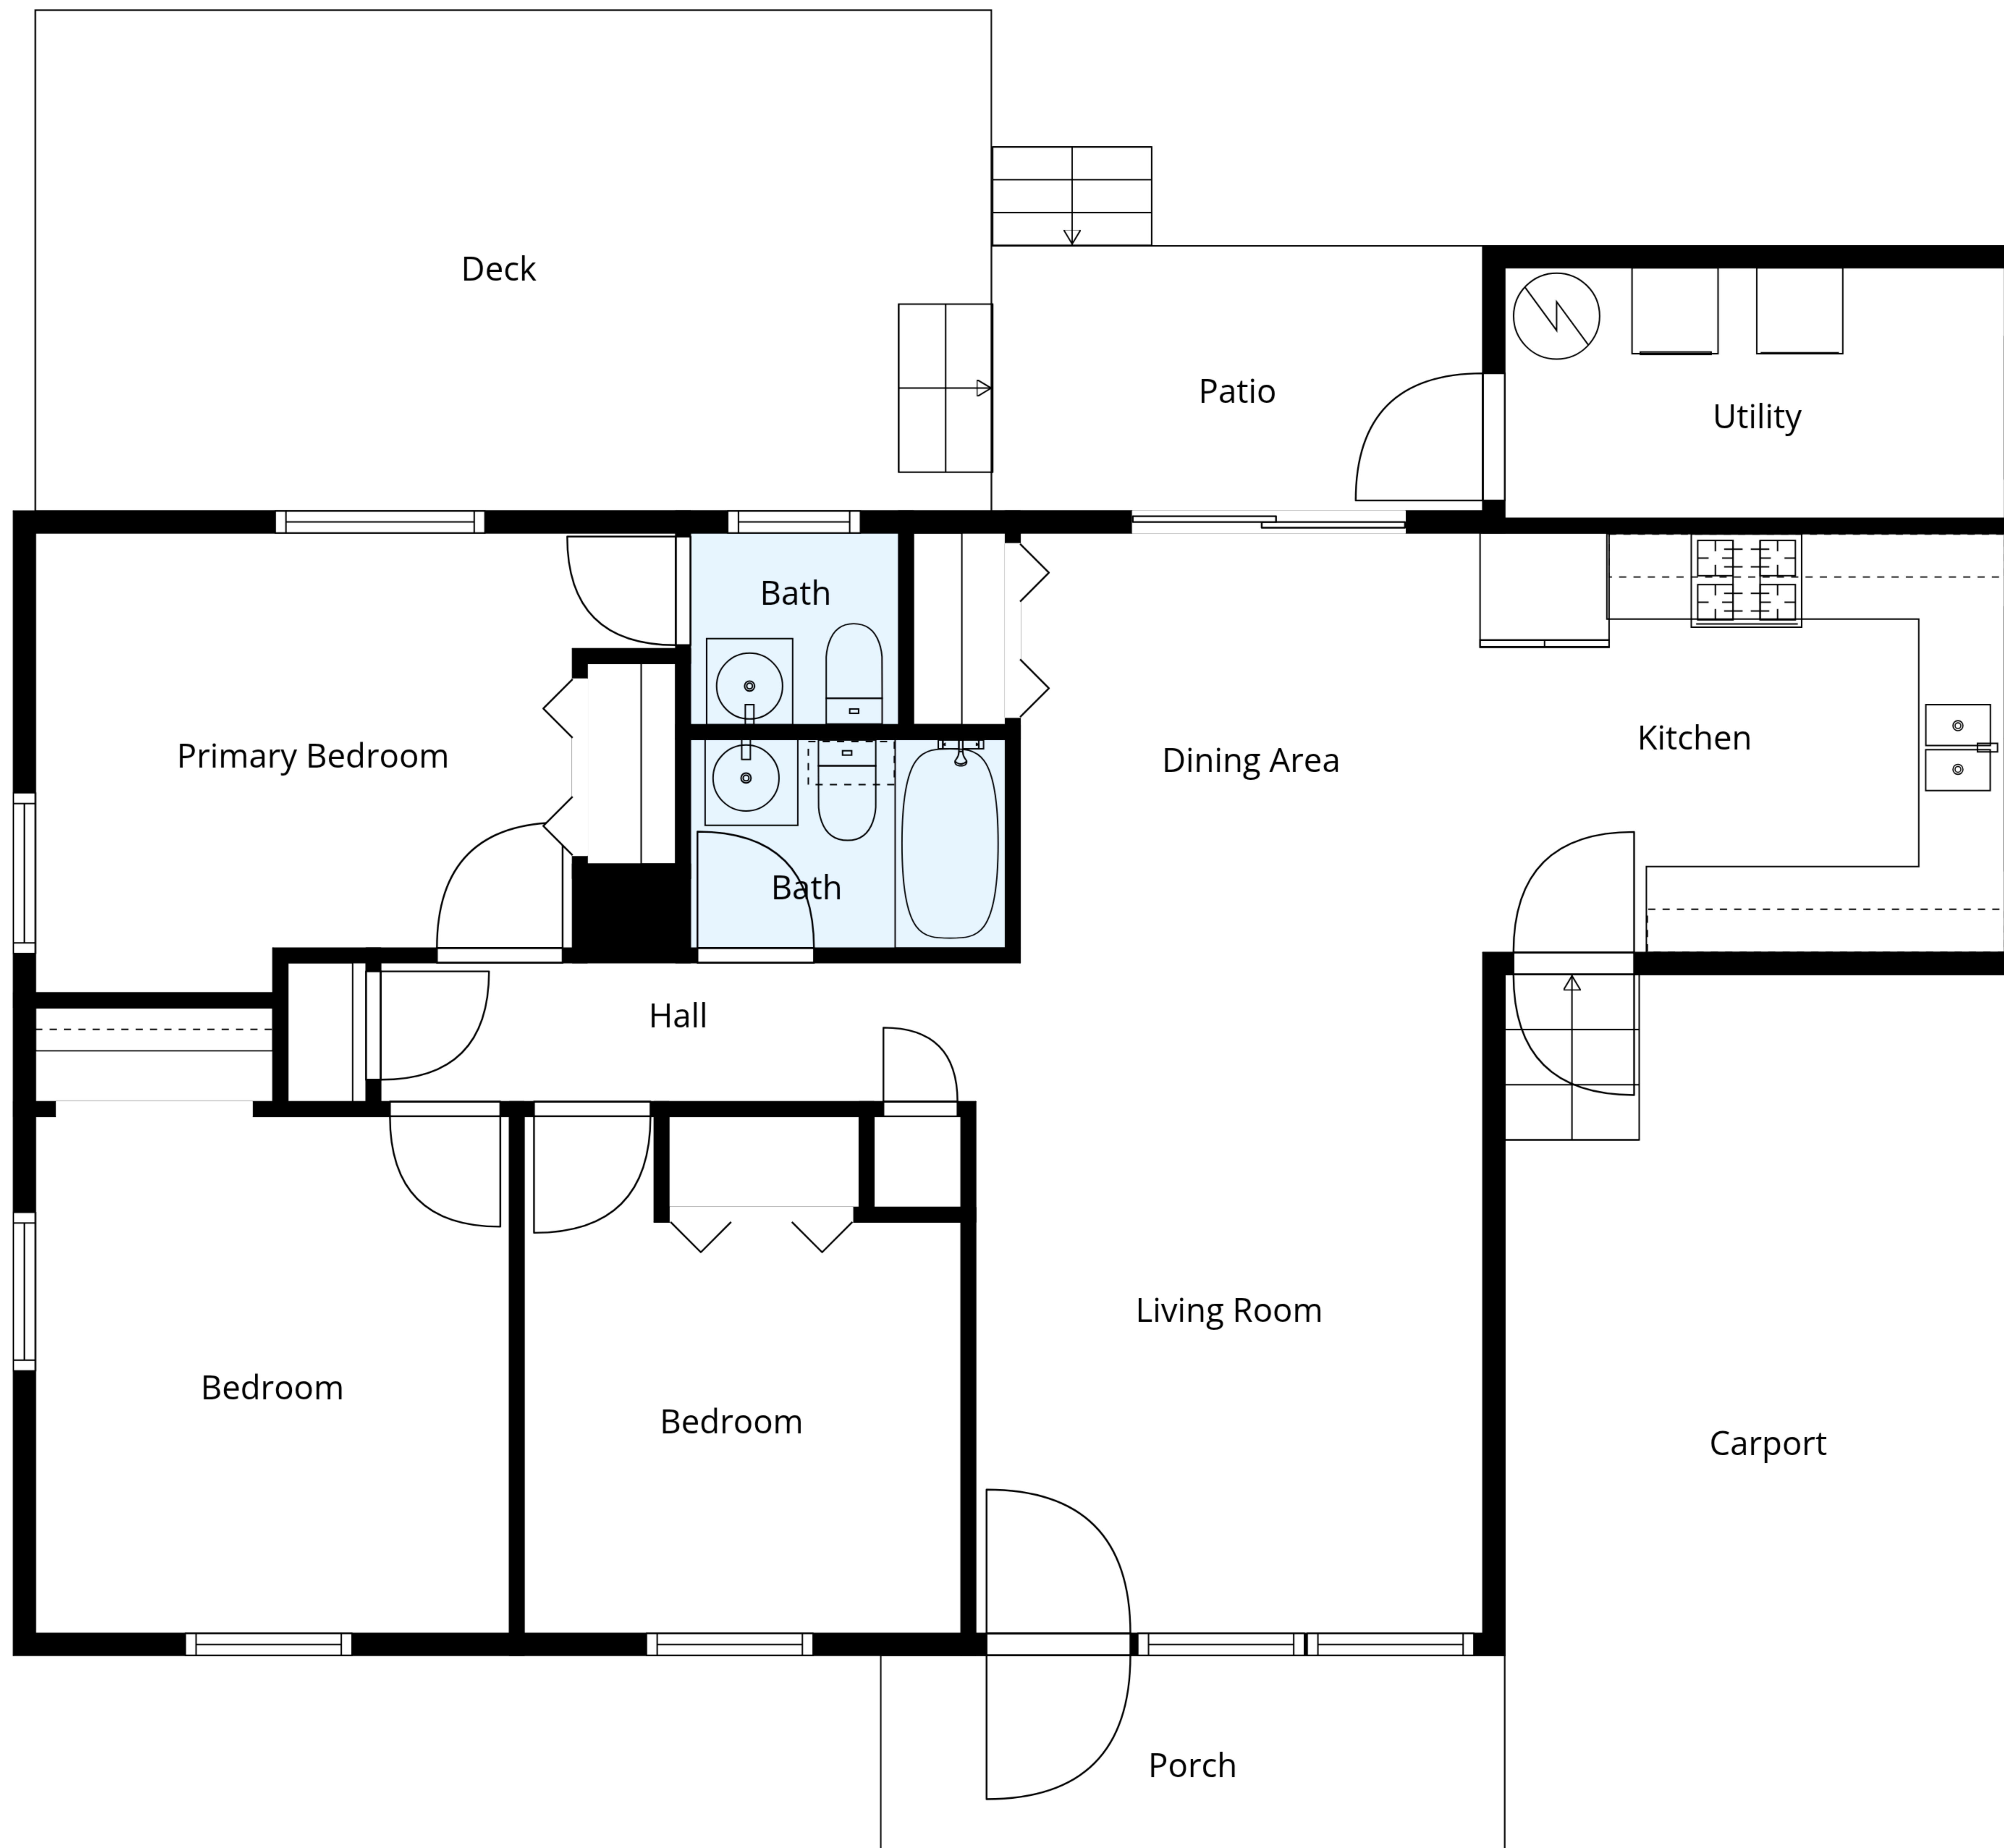 Deck
Patio
Utility
Bath
Primary Bedroom
Dining Area
Kitchen
Bath
Hall
Living Room
Bedroom
Bedroom
Carport
Porch